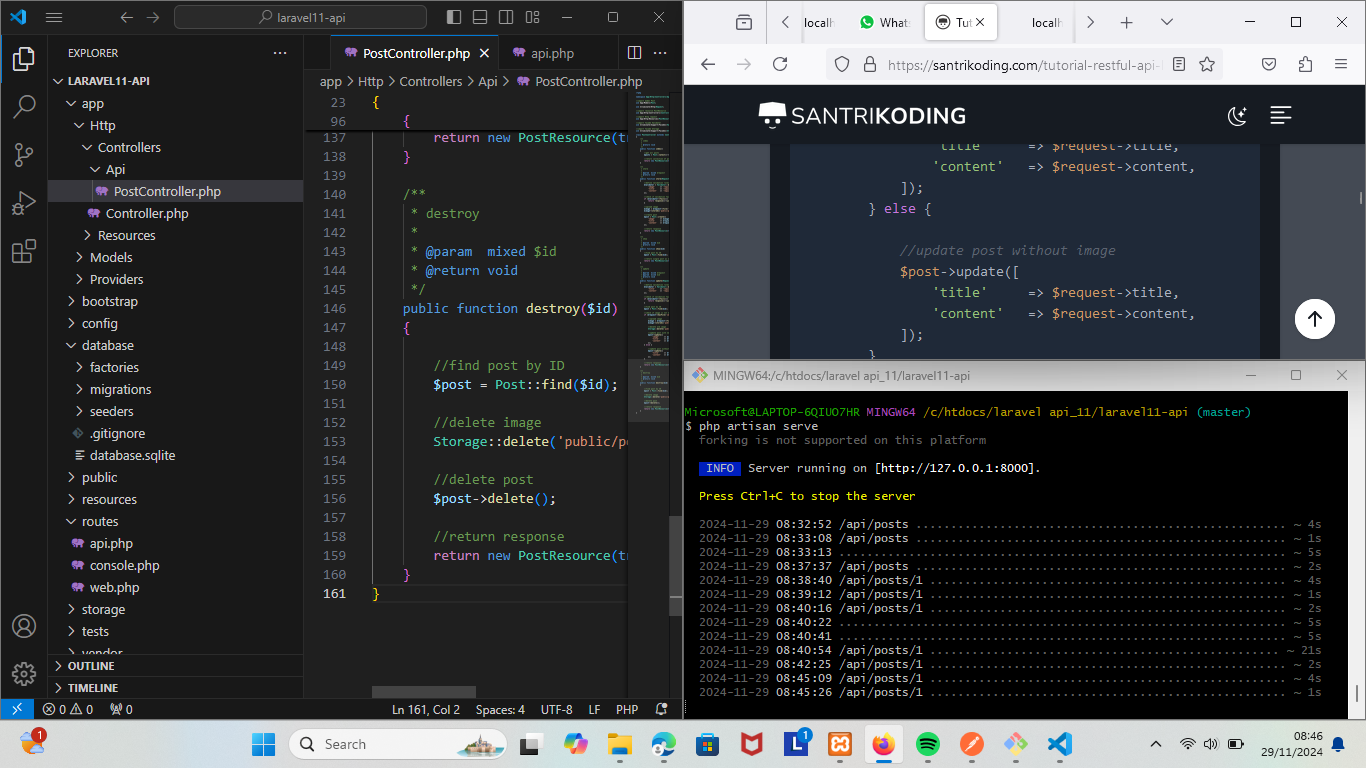 laravel11-api
EXPLORER
LARAVEL11-API
app
Http
Controllers
Api
PostController.php
Controller.php
Resources
Models
Providers
bootstrap
config
database
factories
migrations
seeders
.gitignore
database.sqlite
public
resources
routes
api.php
console.php
web.php
storage
tests
vendor
OUTLINE
TIMELINE
PostController.php
api.php
app > Http > Controllers > Api > PostController.php
23 {
96 {
137 return new PostResource(tr
138 }
139
140 /**
141 * destroy
142 *
143 * @param  mixed $id
144 * @return void
145 */
146 public function destroy($id)
147 {
148
149 //find post by ID
150 $post = Post::find($id);
151
152 //delete image
153 Storage::delete('public/po
154
155 //delete post
156 $post->delete();
157
158 //return response
159 return new PostResource(tr
160 }
161 }
0 0 0
Ln 161, Col 2 Spaces: 4 UTF-8 LF PHP
localh Whats Tut localh
https://santrikoding.com/tutorial-restful-api-
SANTRIKODING
'title' => $request->title,
'content' => $request->content,
]);
} else {
//update post without image
$post->update([
'title' => $request->title,
'content' => $request->content,
]);
}
MINGW64:/c/htdocs/laravel api_11/laravel11-api
Microsoft@LAPTOP-6QIUO7HR MINGW64 /c/htdocs/laravel api_11/laravel11-api (master)
$ php artisan serve
forking is not supported on this platform
INFO Server running on [http://127.0.0.1:8000].
Press Ctrl+C to stop the server
2024-11-29 08:32:52 /api/posts ................................................ ~ 4s
2024-11-29 08:33:08 /api/posts ................................................ ~ 1s
2024-11-29 08:33:13 .......................................................... ~ 5s
2024-11-29 08:37:37 /api/posts ................................................ ~ 2s
2024-11-29 08:38:40 /api/posts/1 .............................................. ~ 4s
2024-11-29 08:39:12 /api/posts/1 .............................................. ~ 1s
2024-11-29 08:40:16 /api/posts/1 .............................................. ~ 2s
2024-11-29 08:40:22 .......................................................... ~ 5s
2024-11-29 08:40:41 .......................................................... ~ 5s
2024-11-29 08:40:54 /api/posts/1 ............................................. ~ 21s
2024-11-29 08:42:25 /api/posts/1 .............................................. ~ 2s
2024-11-29 08:45:09 /api/posts/1 .............................................. ~ 4s
2024-11-29 08:45:26 /api/posts/1 .............................................. ~ 1s
1
Search
L
1
08:46
29/11/2024